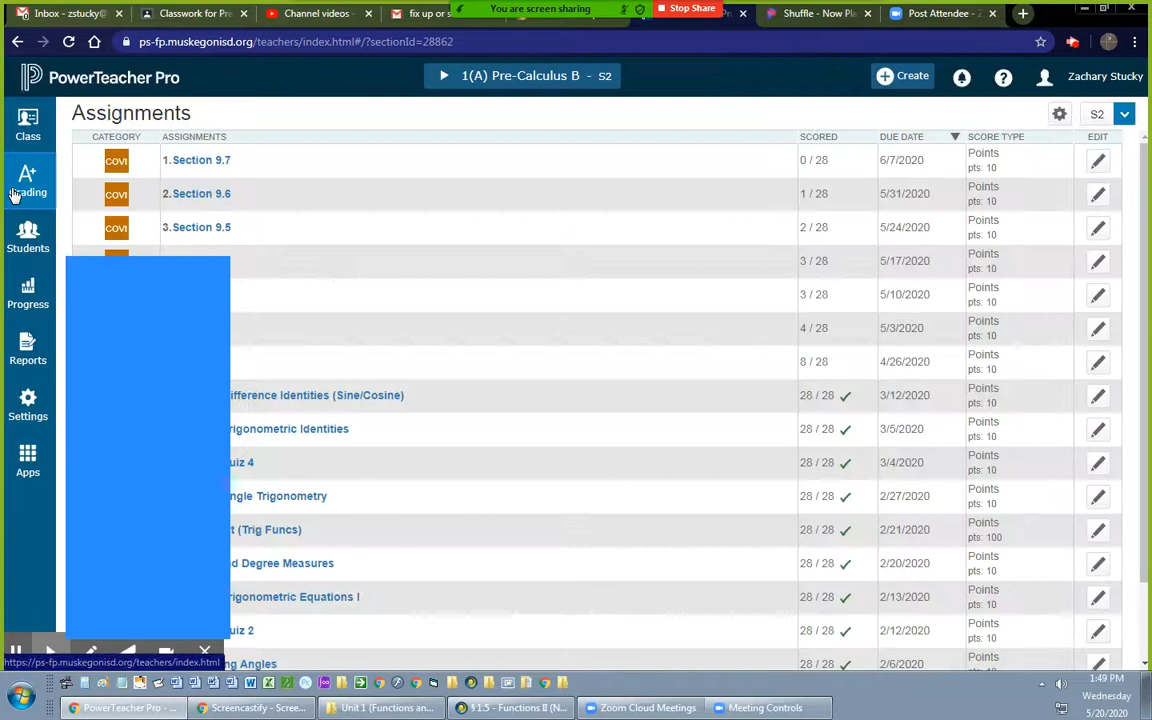 Inbox - zstucky@
Classwork for Pre
Channel videos -
fix up or s
You are screen sharing
Stop Share
Shuffle - Now Pla
Post Attendee - Z
ps-fp.muskegonisd.org/teachers/index.html#/?sectionId=28862
PowerTeacher Pro
1(A) Pre-Calculus B - S2
Create
Zachary Stucky
Class
Grading
Students
Progress
Reports
Settings
Apps
Assignments
S2
CATEGORY ASSIGNMENTS SCORED DUE DATE SCORE TYPE EDIT
COVI 1.Section 9.7 0 / 28 6/7/2020 Points pts: 10
COVI 2.Section 9.6 1 / 28 5/31/2020 Points pts: 10
COVI 3.Section 9.5 2 / 28 5/24/2020 Points pts: 10
3 / 28 5/17/2020 Points pts: 10
3 / 28 5/10/2020 Points pts: 10
4 / 28 5/3/2020 Points pts: 10
8 / 28 4/26/2020 Points pts: 10
ifference Identities (Sine/Cosine) 28 / 28 3/12/2020 Points pts: 10
rigonometric Identities 28 / 28 3/5/2020 Points pts: 10
uiz 4 28 / 28 3/4/2020 Points pts: 10
ngle Trigonometry 28 / 28 2/27/2020 Points pts: 10
t (Trig Funcs) 28 / 28 2/21/2020 Points pts: 100
d Degree Measures 28 / 28 2/20/2020 Points pts: 10
rigonometric Equations I 28 / 28 2/13/2020 Points pts: 10
uiz 2 28 / 28 2/12/2020 Points pts: 10
ng Angles 28 / 28 2/6/2020 Points pts: 10
https://ps-fp.muskegonisd.org/teachers/index.html
PowerTeacher Pro - ...
Screencastify - Scree...
Unit 1 (Functions an...
§ 1.5 - Functions II (N...
Zoom Cloud Meetings
Meeting Controls
1:49 PM
Wednesday
5/20/2020